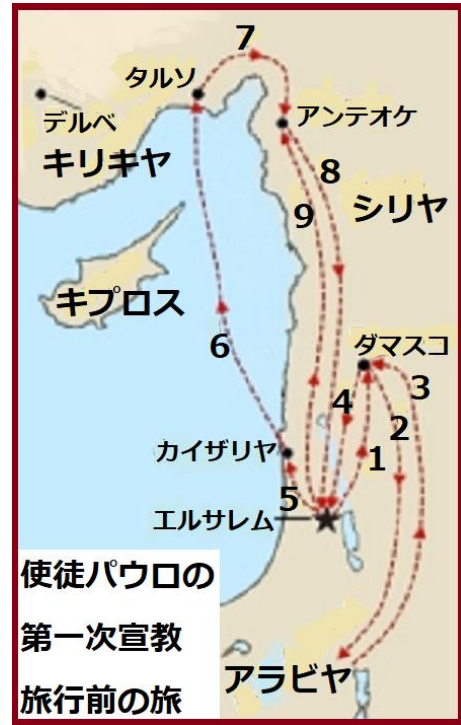 7
タルソ
デルベ
アンテオケ
キリキヤ
8
シリヤ
9
キプロス
6
ダマスコ
4
3
2
1
カイザリヤ
5
エルサレム
使徒パウロの
第一次宣教
旅行前の旅
アラビヤ